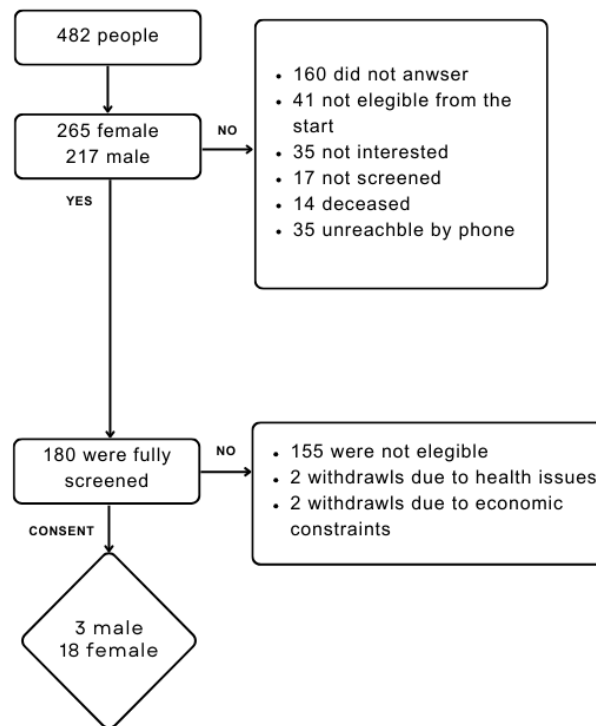 482 people
265 female
217 male
NO
• 160 did not anwser
• 41 not elegible from the
start
• 35 not interested
• 17 not screened
• 14 deceased
• 35 unreachble by phone
YES
180 were fully
screened
NO
• 155 were not elegible
• 2 withdrawls due to health issues
• 2 withdrawls due to economic
constraints
CONSENT
3 male
18 female